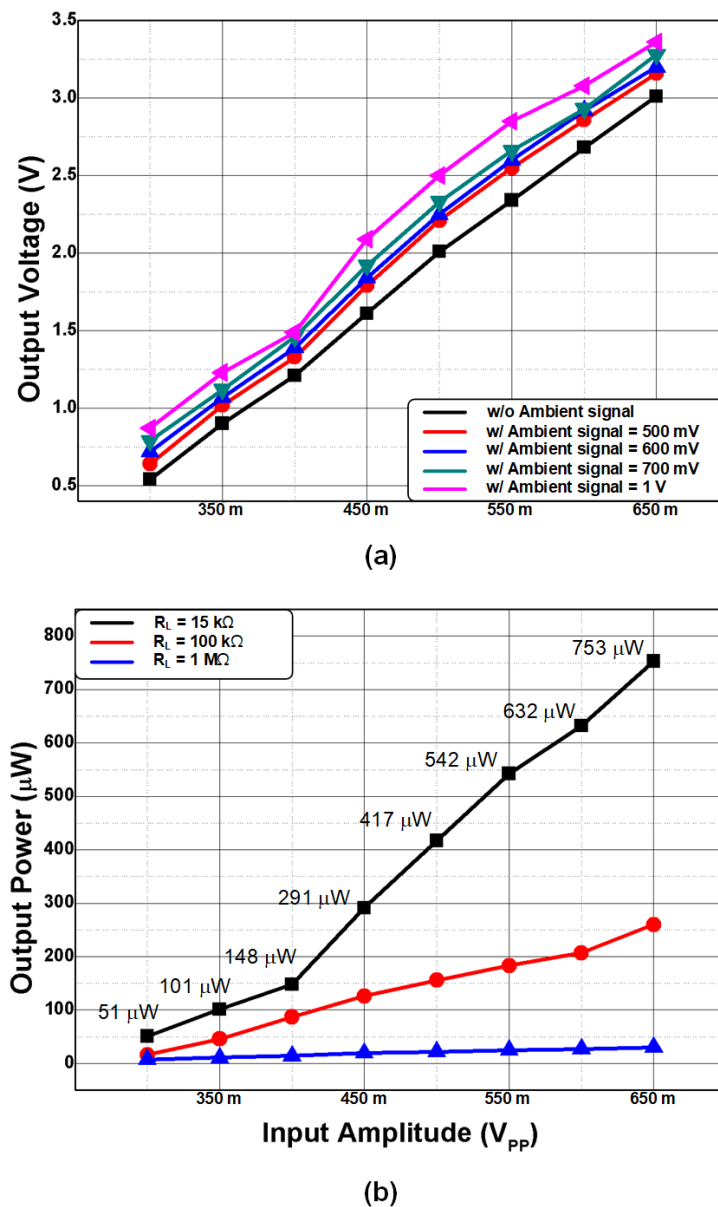 3.5
3.0
2.5
2.0
1.5
1.0
0.5
Output Voltage (V)
w/o Ambient signal
w/ Ambient signal = 500 mV
w/ Ambient signal = 600 mV
w/ Ambient signal = 700 mV
w/ Ambient signal = 1 V
350 m 450 m 550 m 650 m
(a)
R_L = 15 kΩ
R_L = 100 kΩ
R_L = 1 MΩ
800
700
600
500
400
300
200
100
0
Output Power (μW)
753 μW
632 μW
542 μW
417 μW
291 μW
148 μW
101 μW
51 μW
350 m 450 m 550 m 650 m
Input Amplitude (V_PP)
(b)